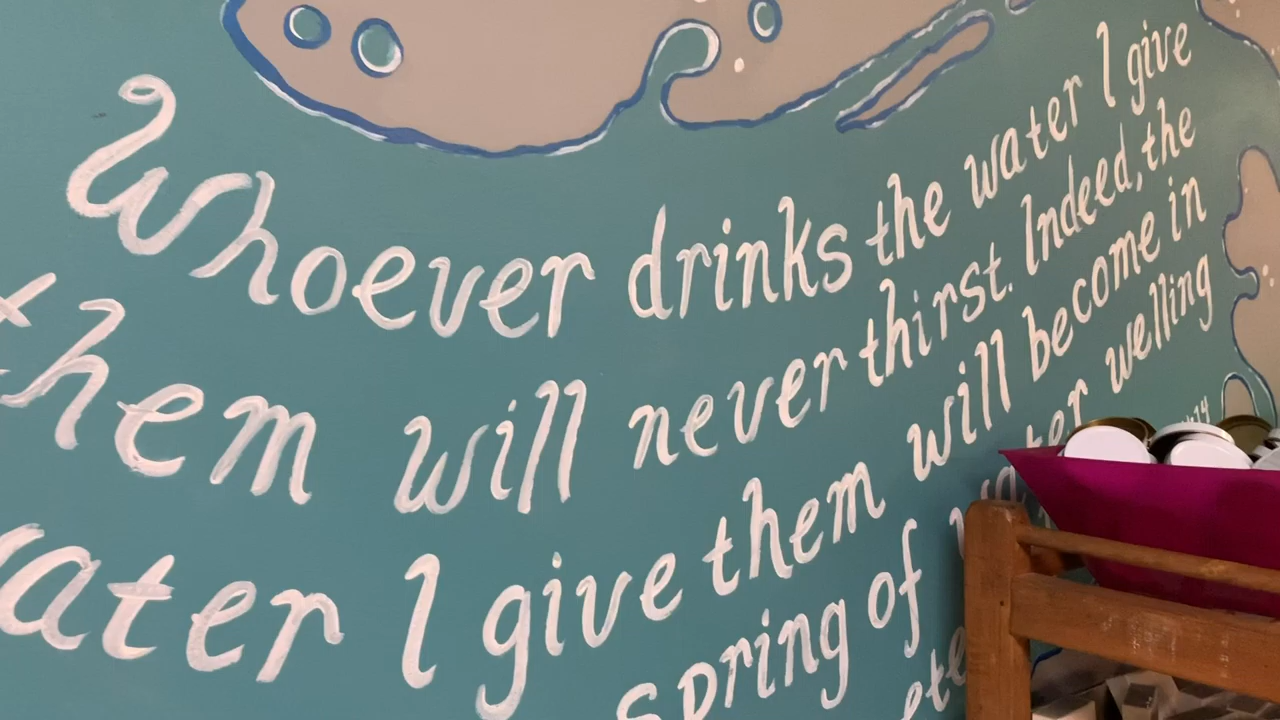 Whoever drinks the water I give
them will never thirst. Indeed, the
water I give them will become in
spring of water welling